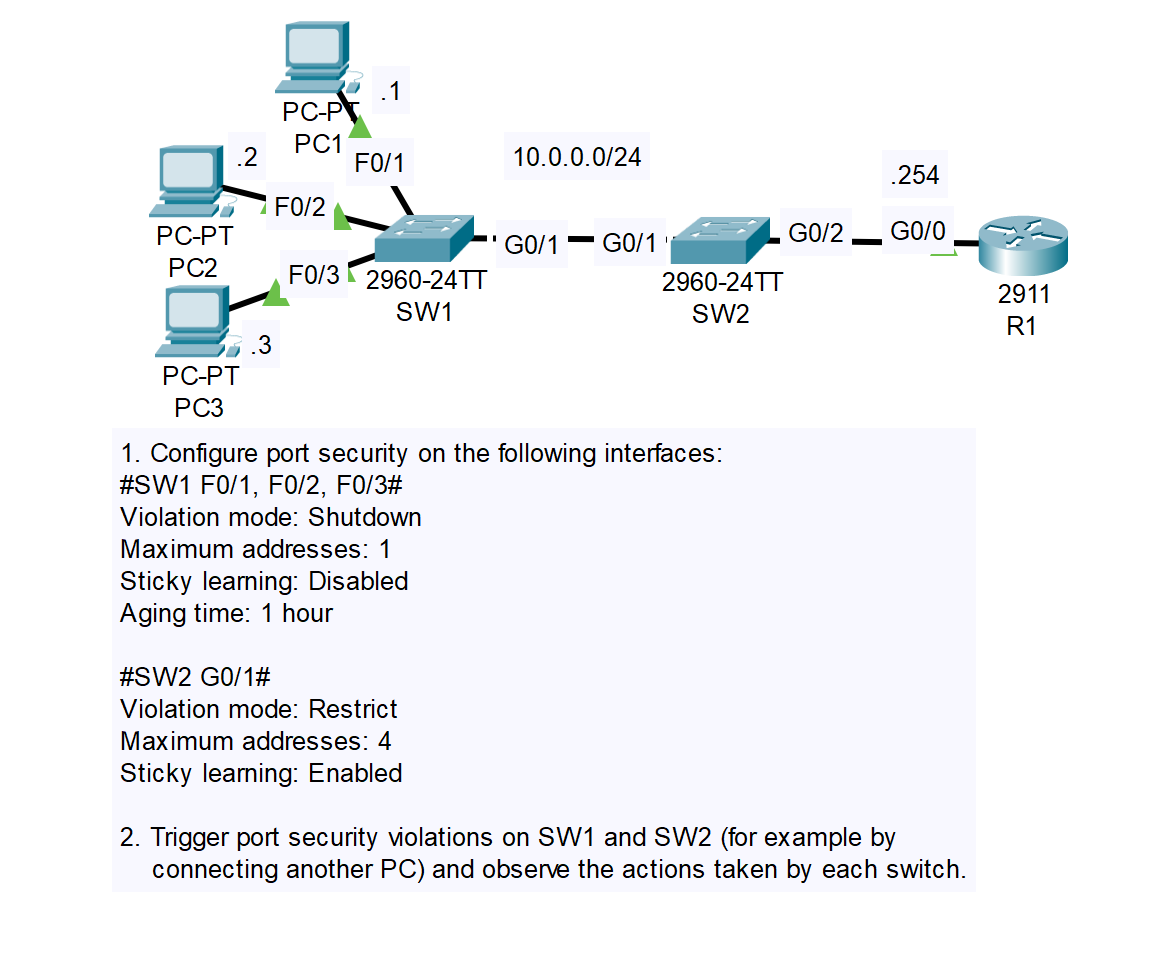 .1
PC-PT
PC1
F0/1
.2
10.0.0.0/24
.254
F0/2
PC-PT
PC2
G0/1
G0/1
G0/2
G0/0
F0/3
2960-24TT
SW1
2960-24TT
SW2
2911
R1
.3
PC-PT
PC3
1. Configure port security on the following interfaces:
#SW1 F0/1, F0/2, F0/3#
Violation mode: Shutdown
Maximum addresses: 1
Sticky learning: Disabled
Aging time: 1 hour
#SW2 G0/1#
Violation mode: Restrict
Maximum addresses: 4
Sticky learning: Enabled
2. Trigger port security violations on SW1 and SW2 (for example by
connecting another PC) and observe the actions taken by each switch.